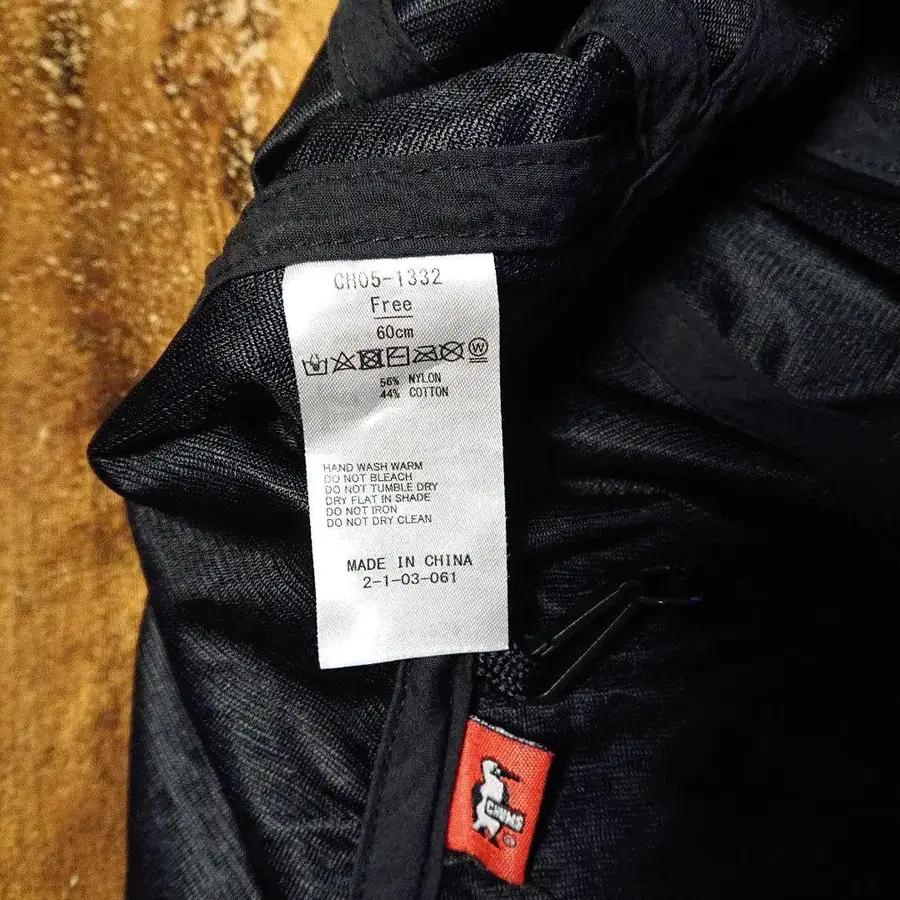 CH05-1332
Free
60cm
W
56% NYLON
44% COTTON
HAND WASH WARM
DO NOT BLEACH
DO NOT TUMBLE DRY
DRY FLAT IN SHADE
DO NOT IRON
DO NOT DRY CLEAN
MADE IN CHINA
2-1-03-061
CHUMS